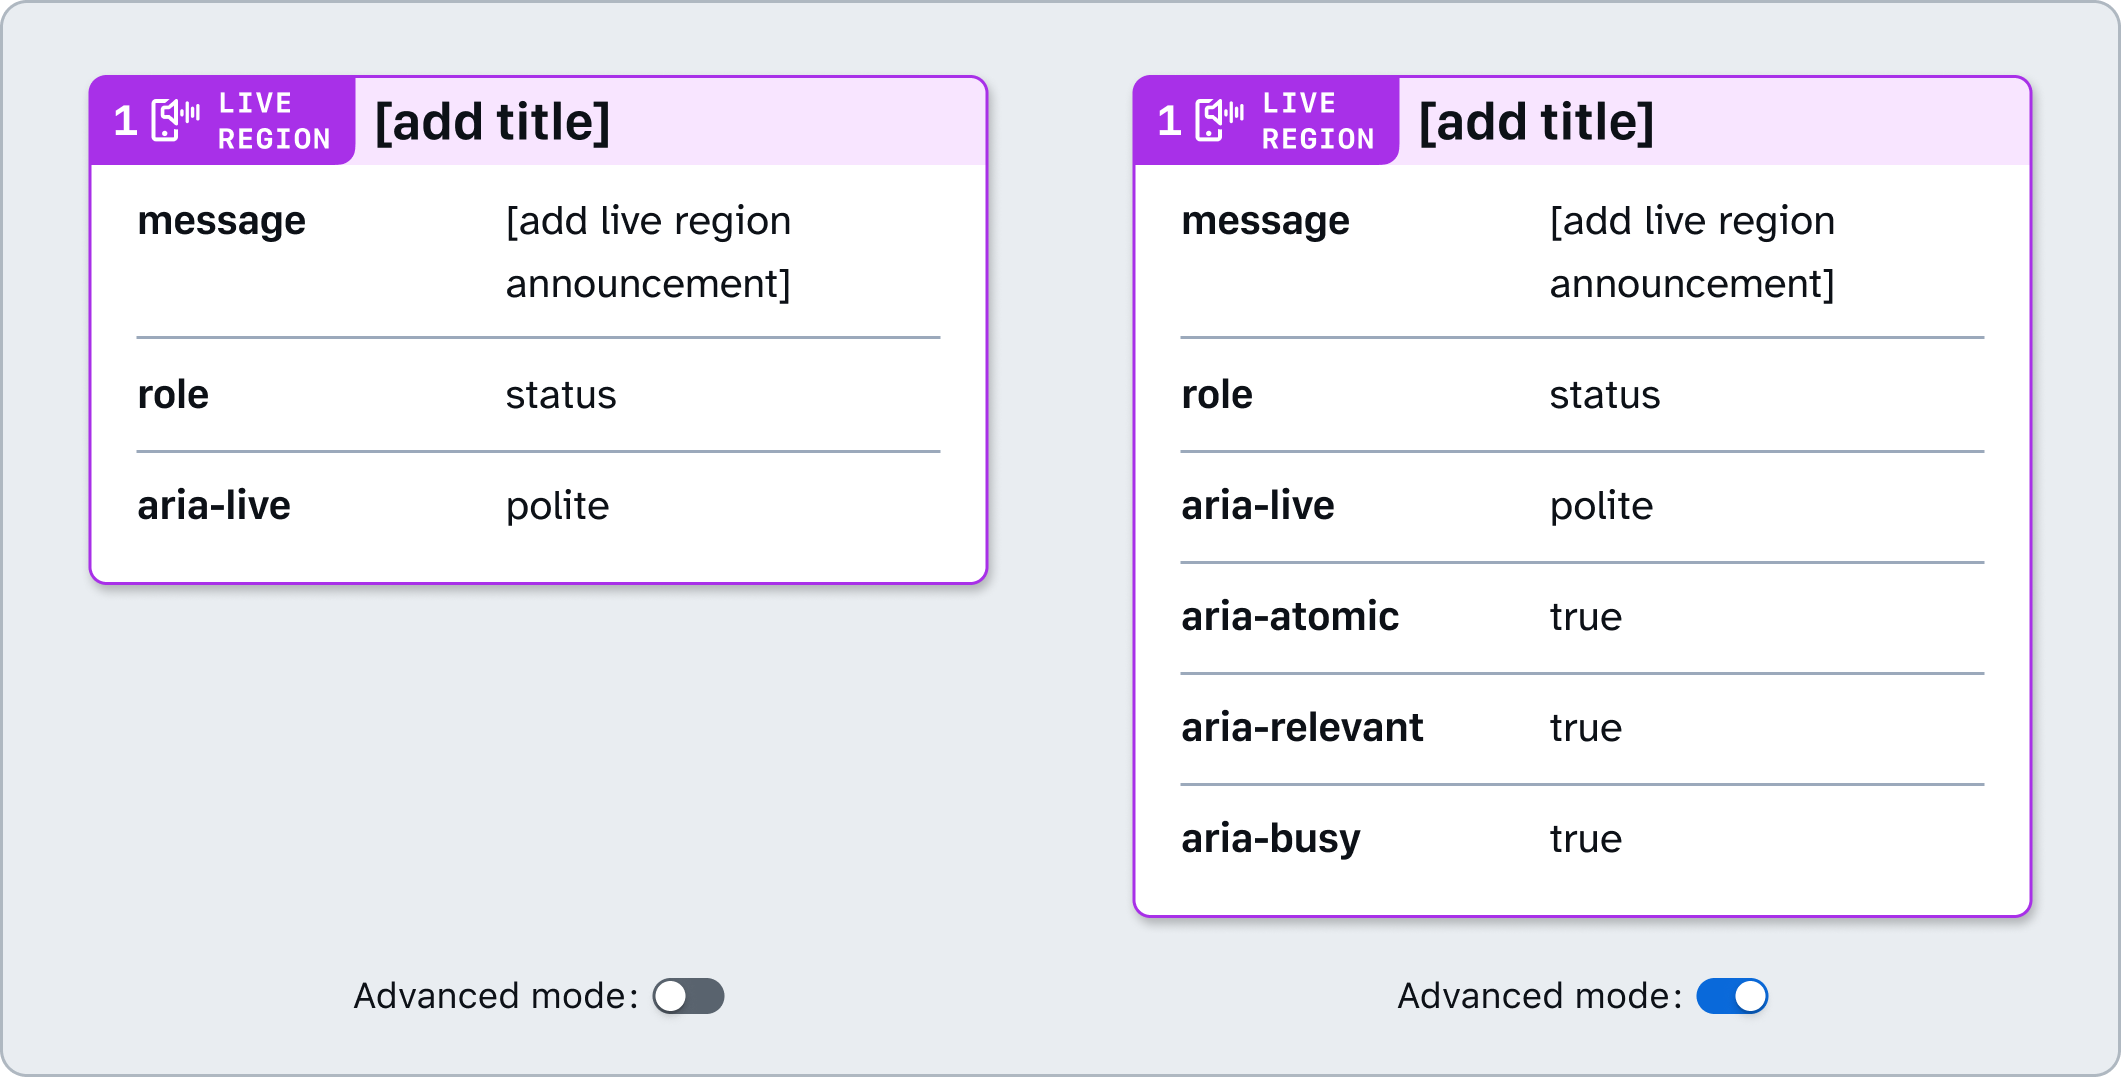 1 LIVE REGION [add title]
message [add live region
announcement]
role status
aria-live polite
Advanced mode:
1 LIVE REGION [add title]
message [add live region
announcement]
role status
aria-live polite
aria-atomic true
aria-relevant true
aria-busy true
Advanced mode: